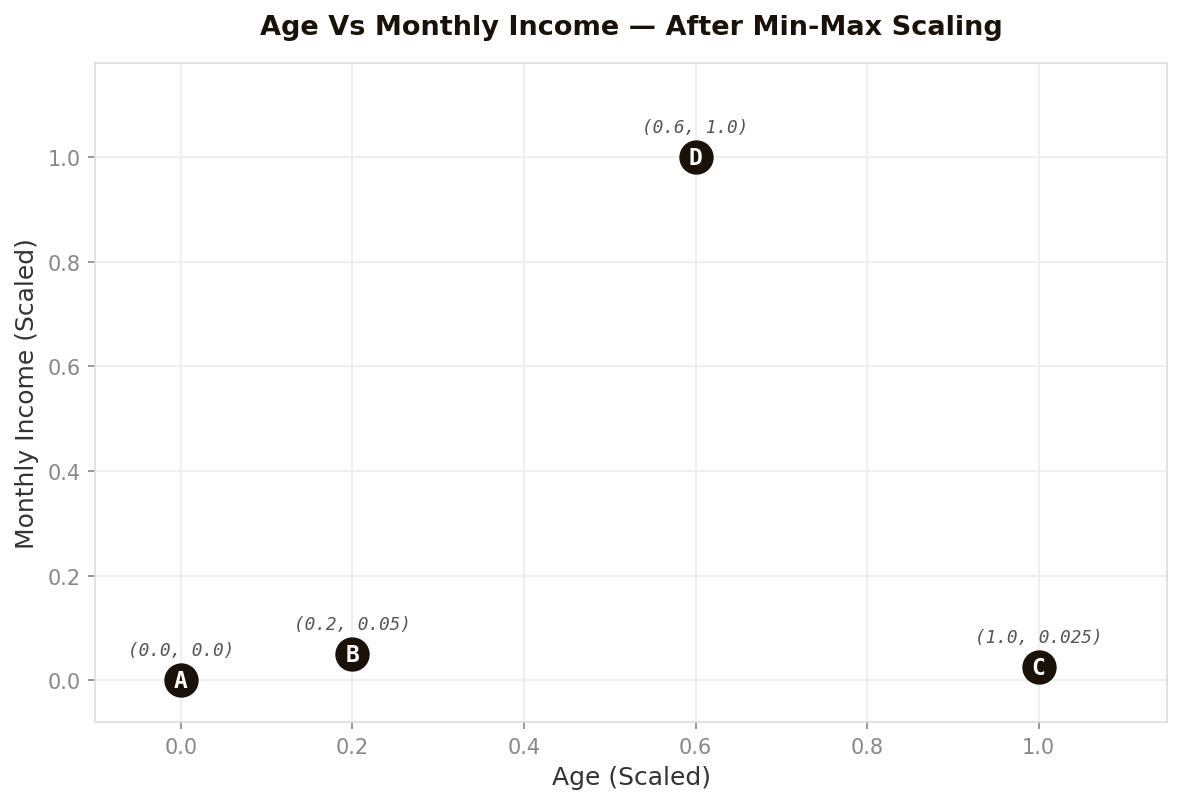 Age Vs Monthly Income — After Min-Max Scaling
(0.6, 1.0)
D
1.0
0.8
0.6
0.4
0.2
0.0
Monthly Income (Scaled)
(0.2, 0.05)
B
(0.0, 0.0)
A
(1.0, 0.025)
C
0.0 0.2 0.4 0.6 0.8 1.0
Age (Scaled)